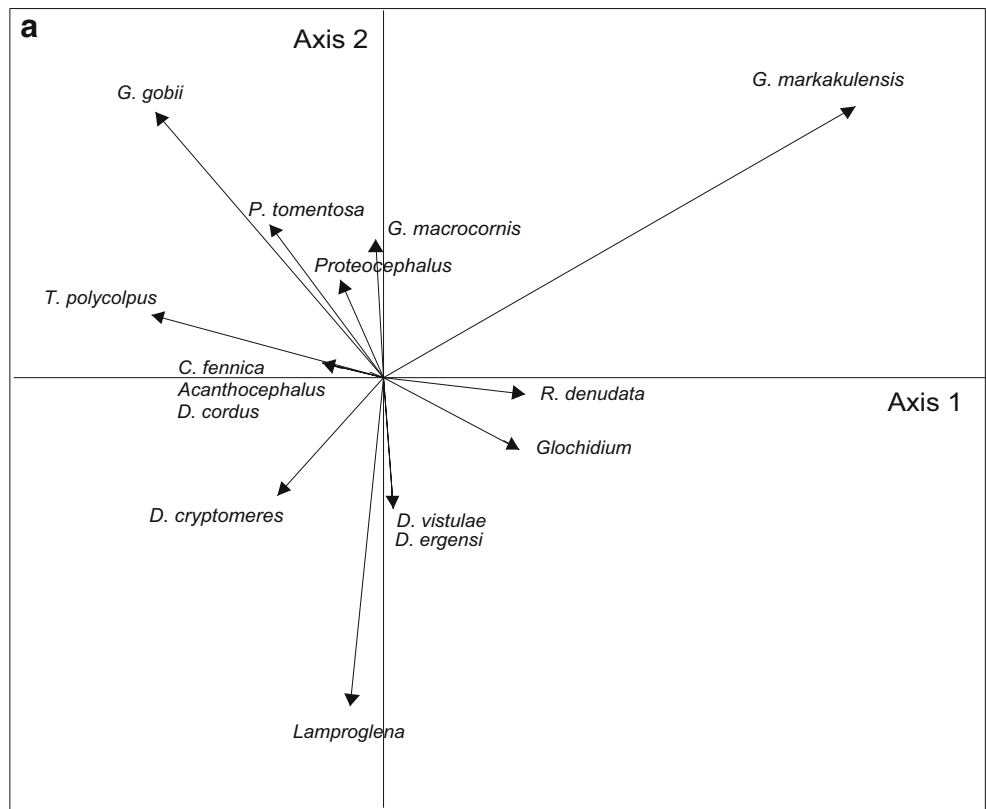 a
Axis 2
G. markakulensis
G. gobii
P. tomentosa
G. macrocornis
Proteocephalus
T. polycolpus
C. fennica
Acanthocephalus
D. cordus
R. denudata
Axis 1
Glochidium
D. cryptomeres
D. vistulae
D. ergensi
Lamproglena